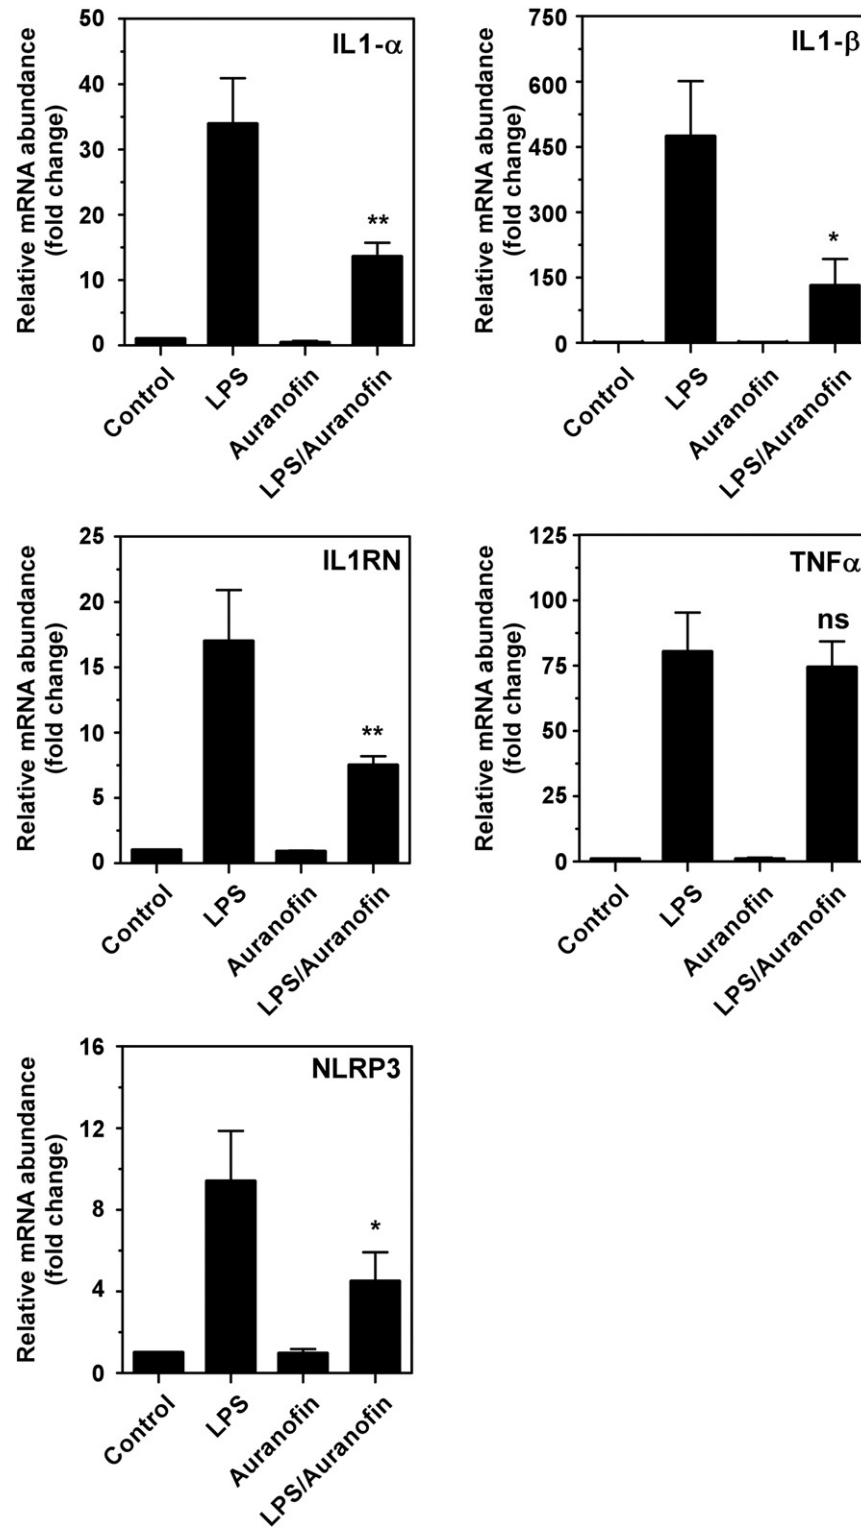 Relative mRNA abundance
(fold change)
50
40
30
20
10
0
IL1-α
**
Control
LPS
Auranofin
LPS/Auranofin
Relative mRNA abundance
(fold change)
750
600
450
300
150
0
IL1-β
*
Control
LPS
Auranofin
LPS/Auranofin
Relative mRNA abundance
(fold change)
25
20
15
10
5
0
IL1RN
**
Control
LPS
Auranofin
LPS/Auranofin
Relative mRNA abundance
(fold change)
125
100
75
50
25
0
TNFα
ns
Control
LPS
Auranofin
LPS/Auranofin
Relative mRNA abundance
(fold change)
16
12
8
4
0
NLRP3
*
Control
LPS
Auranofin
LPS/Auranofin